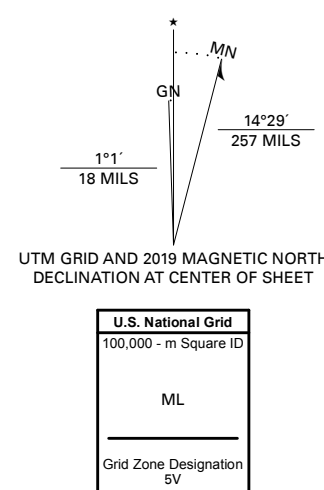 ★
MN
GN
14°29´
257 MILS
1°1´
18 MILS
UTM GRID AND 2019 MAGNETIC NORTH
DECLINATION AT CENTER OF SHEET
U.S. National Grid
100,000 - m Square ID
ML
Grid Zone Designation
5V